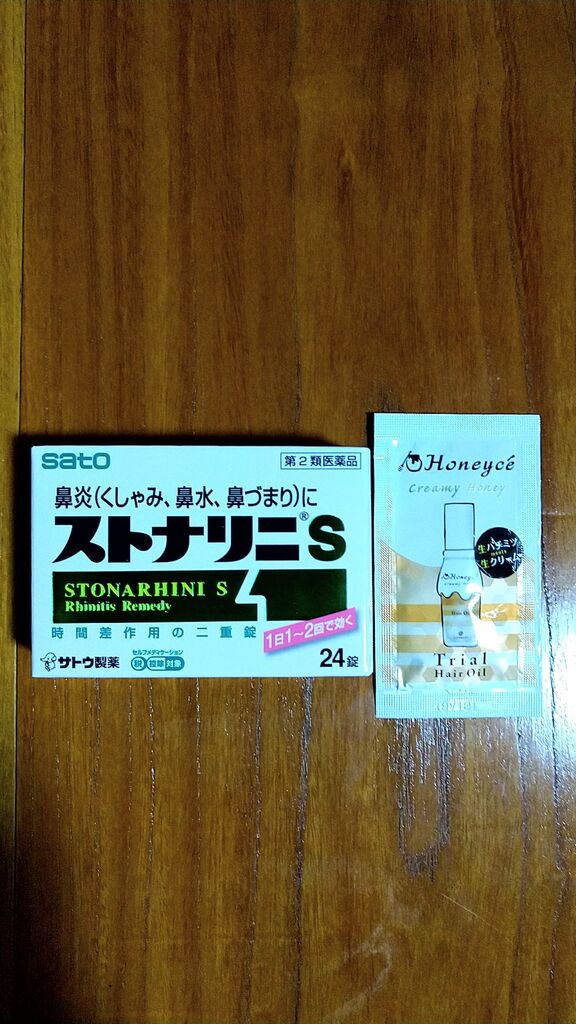 sato
第2類医薬品
鼻炎(くしゃみ、鼻水、鼻づまり)に
ストナリニ®S
STONARHINI S
Rhinitis Remedy
時間差作用の二重錠
1日1~2回で効く
サトウ製薬
セルフメディケーション
税 控除 対象
24錠
Honeycé
Creamy Honey
生ハチミツ
meets
生クリーム
Honeycé
Hair Oil
Trial
Hair Oil